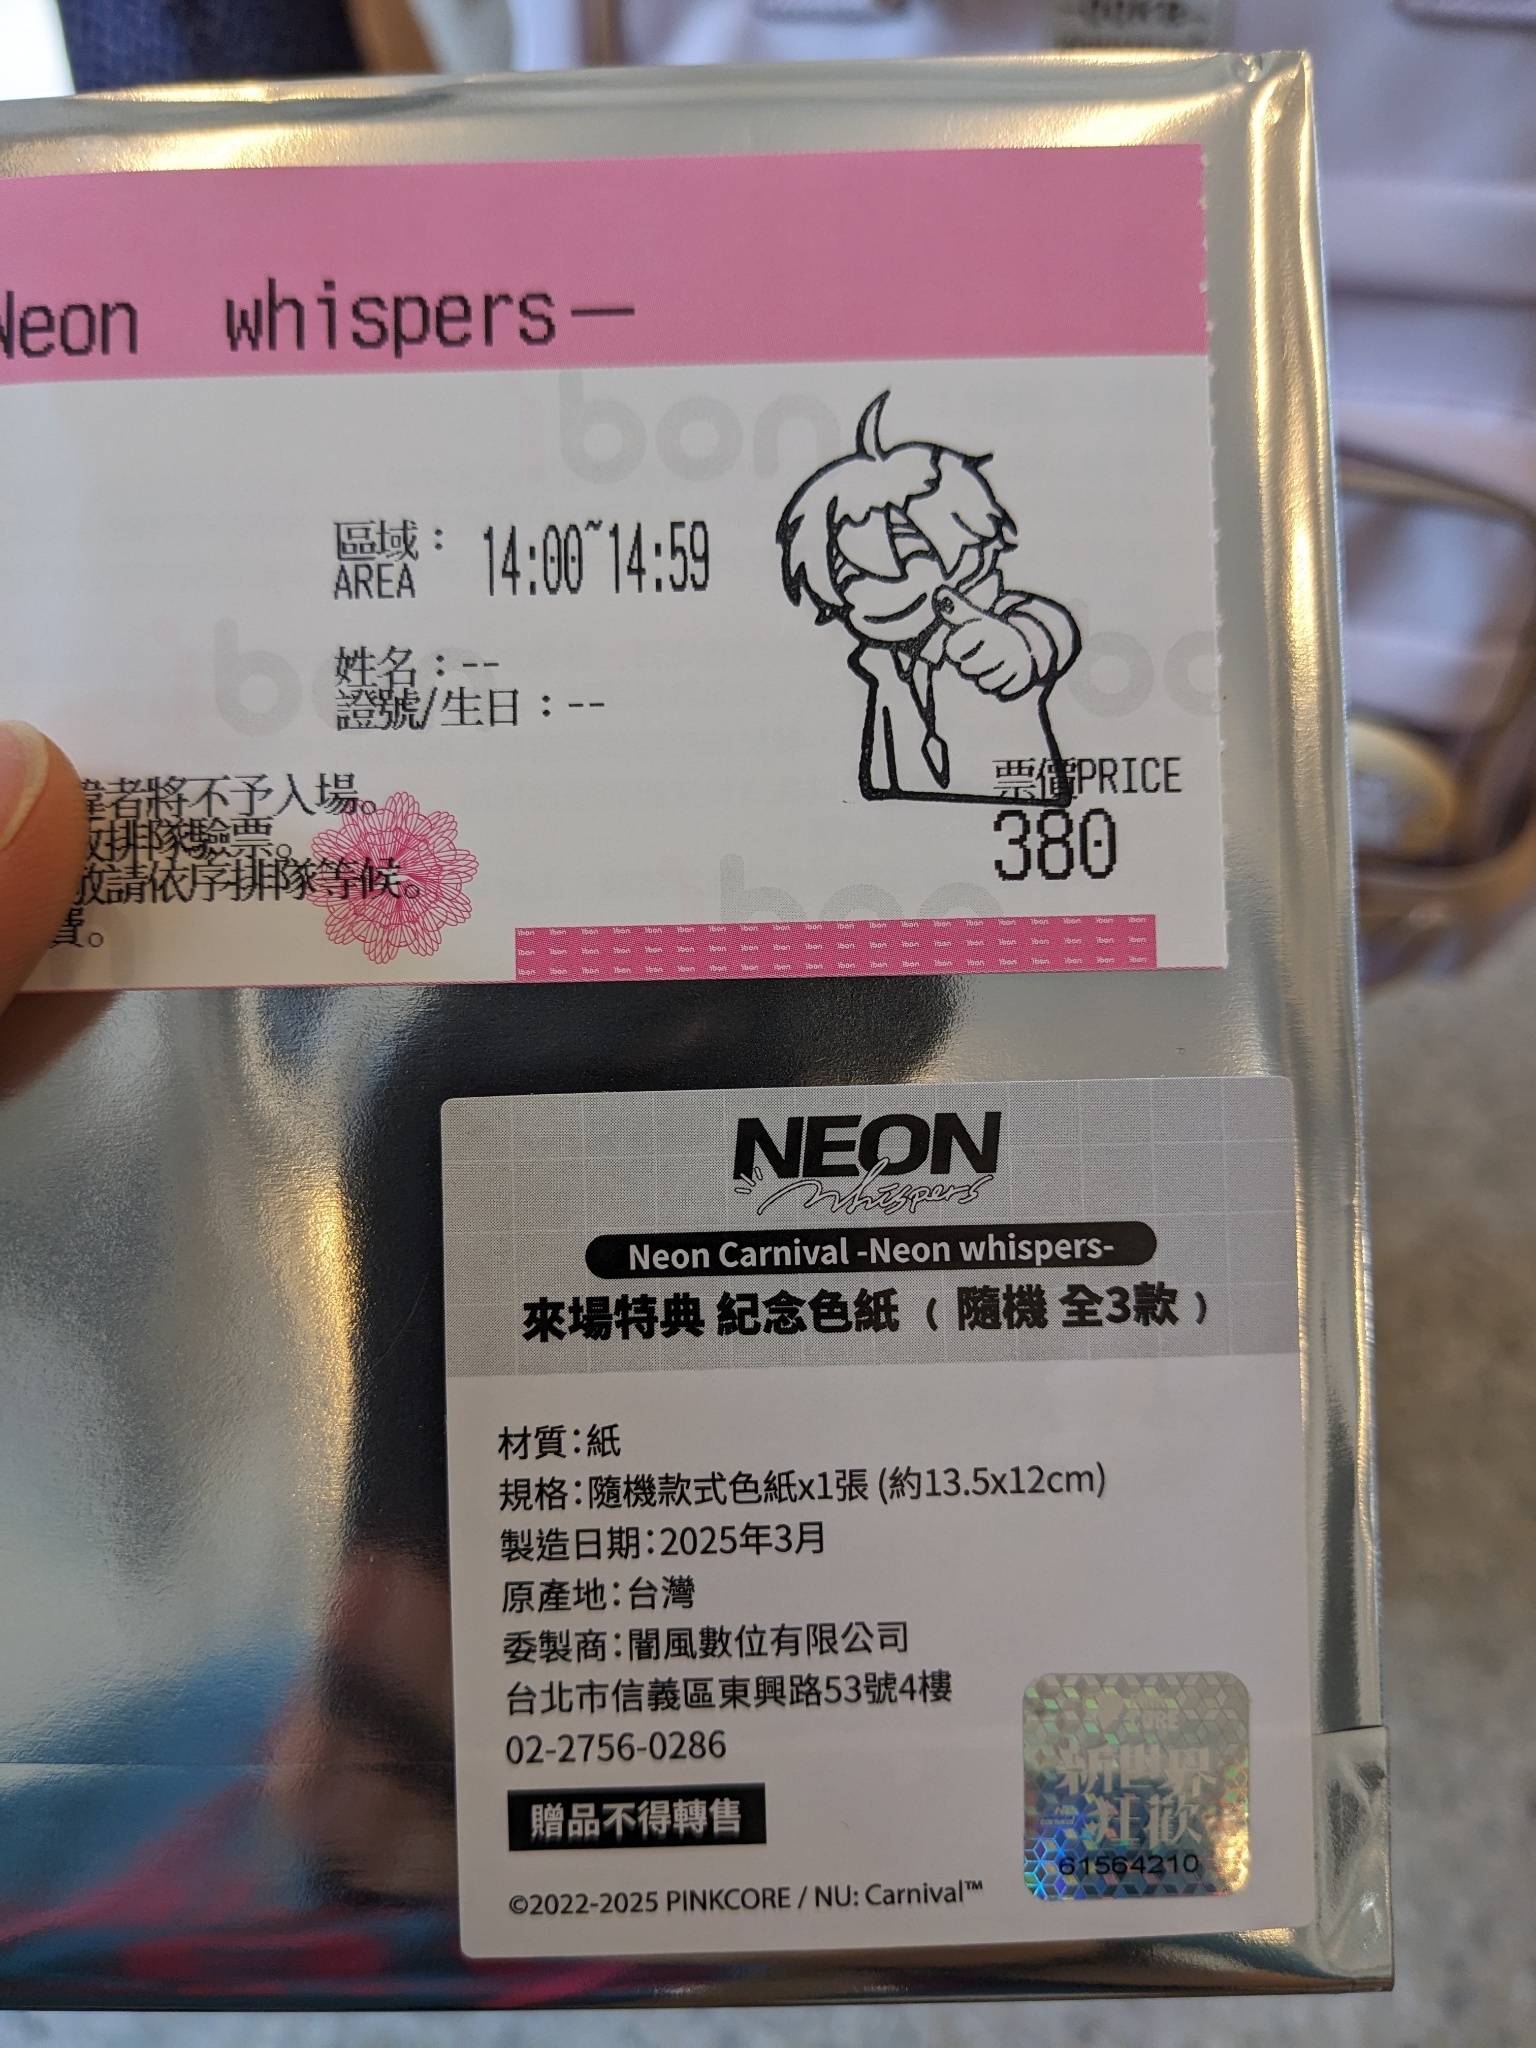 Neon whispers—
區域：
AREA
14:00~14:59
姓名：--
證號/生日：--
者將不予入場。
排隊驗票。
敬請依序排隊等候。
費。
票價PRICE
380
NEON
whispers
Neon Carnival -Neon whispers-
來場特典 紀念色紙（隨機 全3款）
材質：紙
規格：隨機款式色紙x1張 (約13.5x12cm)
製造日期：2025年3月
原產地：台灣
委製商：闇風數位有限公司
台北市信義區東興路53號4樓
02-2756-0286
贈品不得轉售
©2022-2025 PINKCORE / NU: Carnival™
CORE
新世界
狂歡
61564210